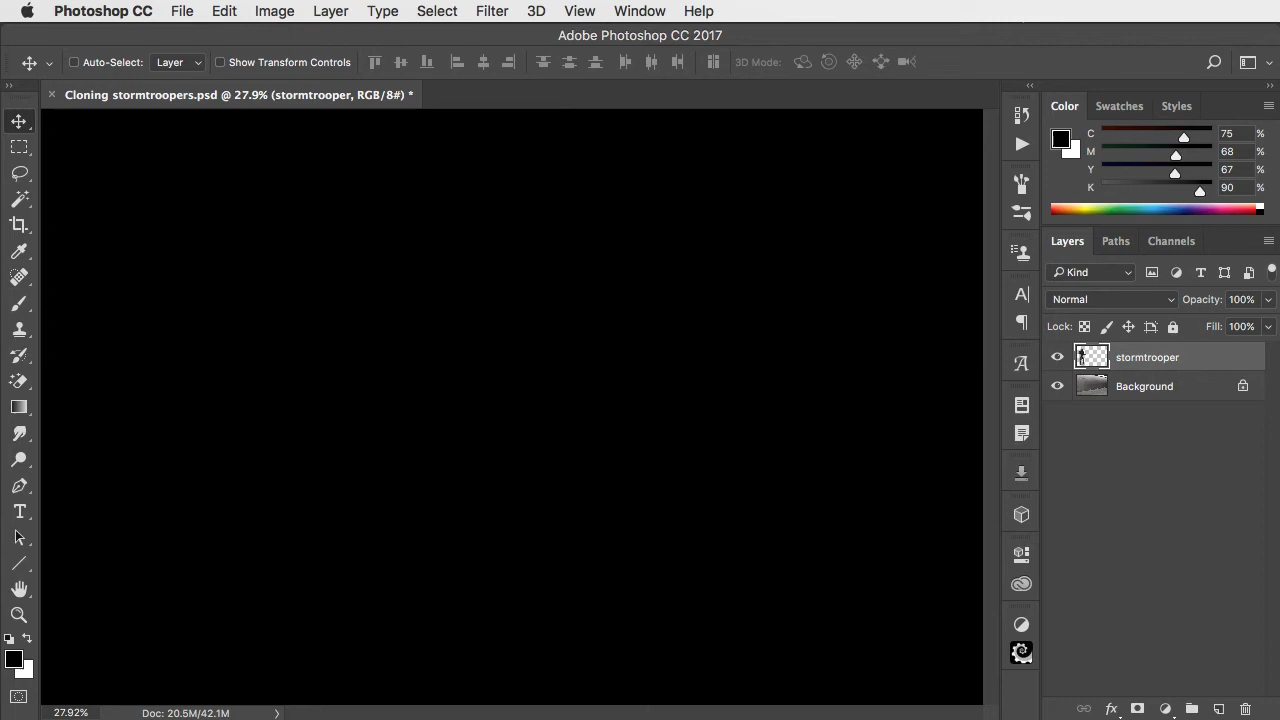 Photoshop CC File Edit Image Layer Type Select Filter 3D View Window Help
Adobe Photoshop CC 2017
Auto-Select: Layer Show Transform Controls 3D Mode:
Cloning stormtroopers.psd @ 27.9% (stormtrooper, RGB/8#) *
Color Swatches Styles
C 75 %
M 68 %
Y 67 %
K 90 %
Layers Paths Channels
Kind
Normal Opacity: 100%
Lock: Fill: 100%
stormtrooper
Background
27.92% Doc: 20.5M/42.1M